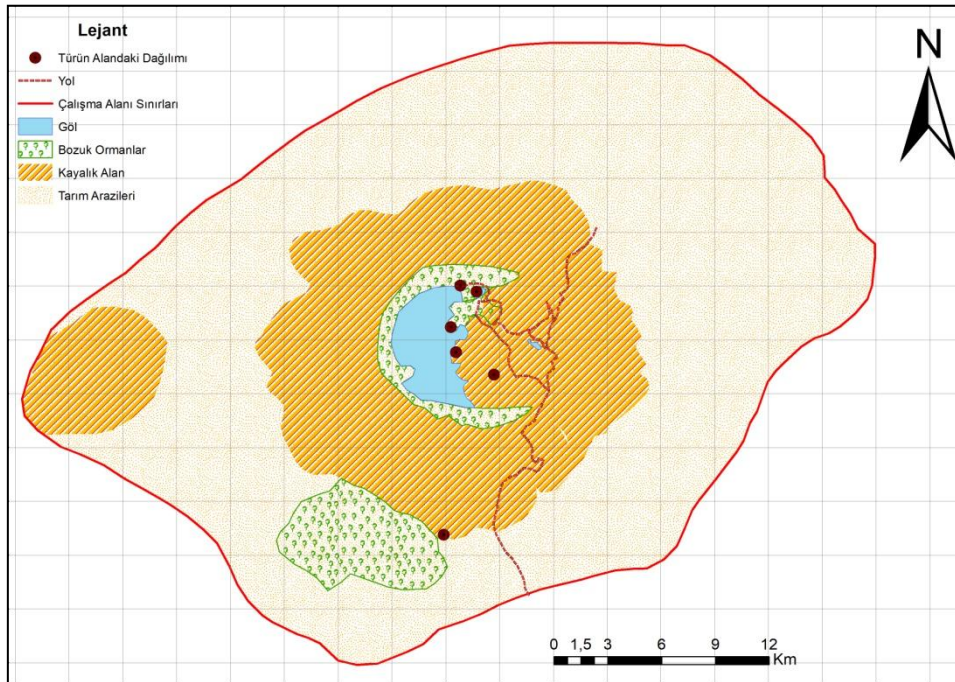 Lejant
Türün Alandaki Dağılımı
Yol
Çalışma Alanı Sınırları
Göl
Bozuk Ormanlar
Kayalık Alan
Tarım Arazileri
N
0 1,5 3 6 9 12
Km